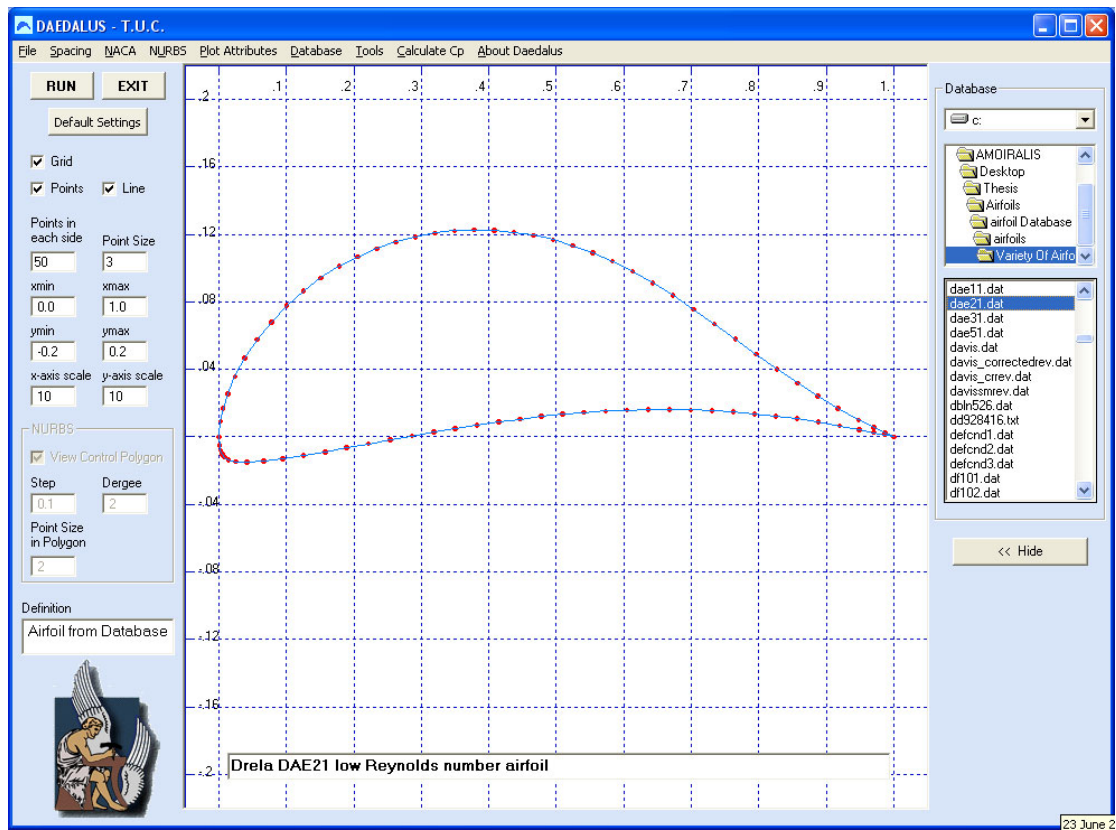 DAEDALUS - T.U.C.
File Spacing NACA NURBS Plot Attributes Database Tools Calculate Cp About Daedalus
RUN EXIT
Default Settings
Grid
Points Line
Points in
each side Point Size
50 3
xmin xmax
0.0 1.0
ymin ymax
-0.2 0.2
x-axis scale y-axis scale
10 10
NURBS
View Control Polygon
Step Dergee
0.1 2
Point Size
in Polygon
2
Definition
Airfoil from Database
.1 .2 .3 .4 .5 .6 .7 .8 .9 1.
.2
.16
.12
.08
.04
.
-.04
-.08
-.12
-.16
-.2
Drela DAE21 low Reynolds number airfoil
Database
c:
AMOIRALIS
Desktop
Thesis
Airfoils
airfoil Database
airfoils
Variety Of Airfo
dae11.dat
dae21.dat
dae31.dat
dae51.dat
davis.dat
davis_correctedrev.dat
davis_crrev.dat
davissmrev.dat
dbln526.dat
dd928416.txt
defcnd1.dat
defcnd2.dat
defcnd3.dat
df101.dat
df102.dat
<< Hide
23 June 2